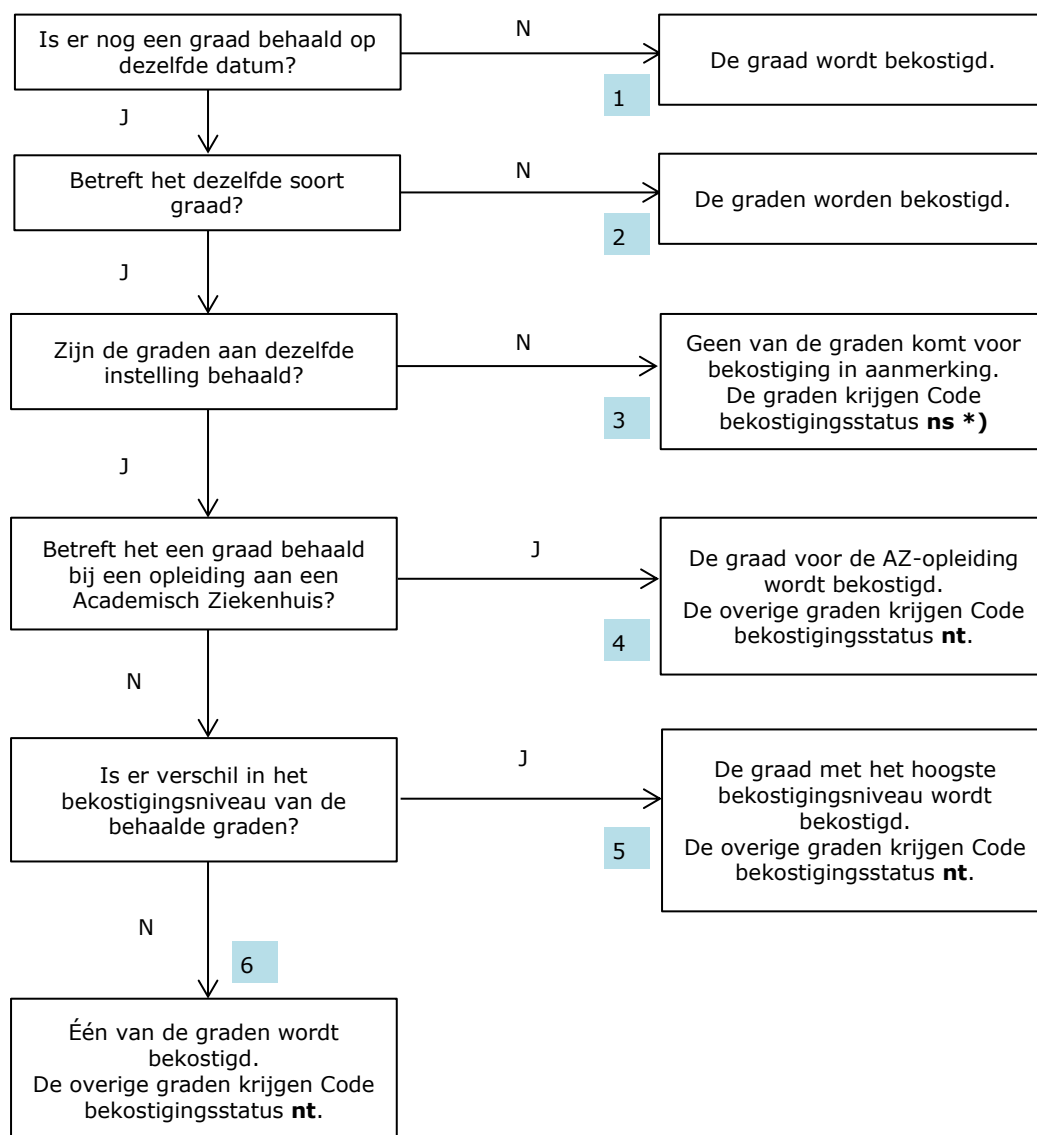 Is er nog een graad behaald op
dezelfde datum?
N
De graad wordt bekostigd.
1
J
Betreft het dezelfde soort
graad?
N
De graden worden bekostigd.
2
J
Zijn de graden aan dezelfde
instelling behaald?
N
Geen van de graden komt voor
bekostiging in aanmerking.
De graden krijgen Code
bekostigingsstatus ns *)
3
J
Betreft het een graad behaald
bij een opleiding aan een
Academisch Ziekenhuis?
J
De graad voor de AZ-opleiding
wordt bekostigd.
De overige graden krijgen Code
bekostigingsstatus nt.
4
N
Is er verschil in het
bekostigingsniveau van de
behaalde graden?
J
De graad met het hoogste
bekostigingsniveau wordt
bekostigd.
De overige graden krijgen Code
bekostigingsstatus nt.
5
N
6
Één van de graden wordt
bekostigd.
De overige graden krijgen Code
bekostigingsstatus nt.